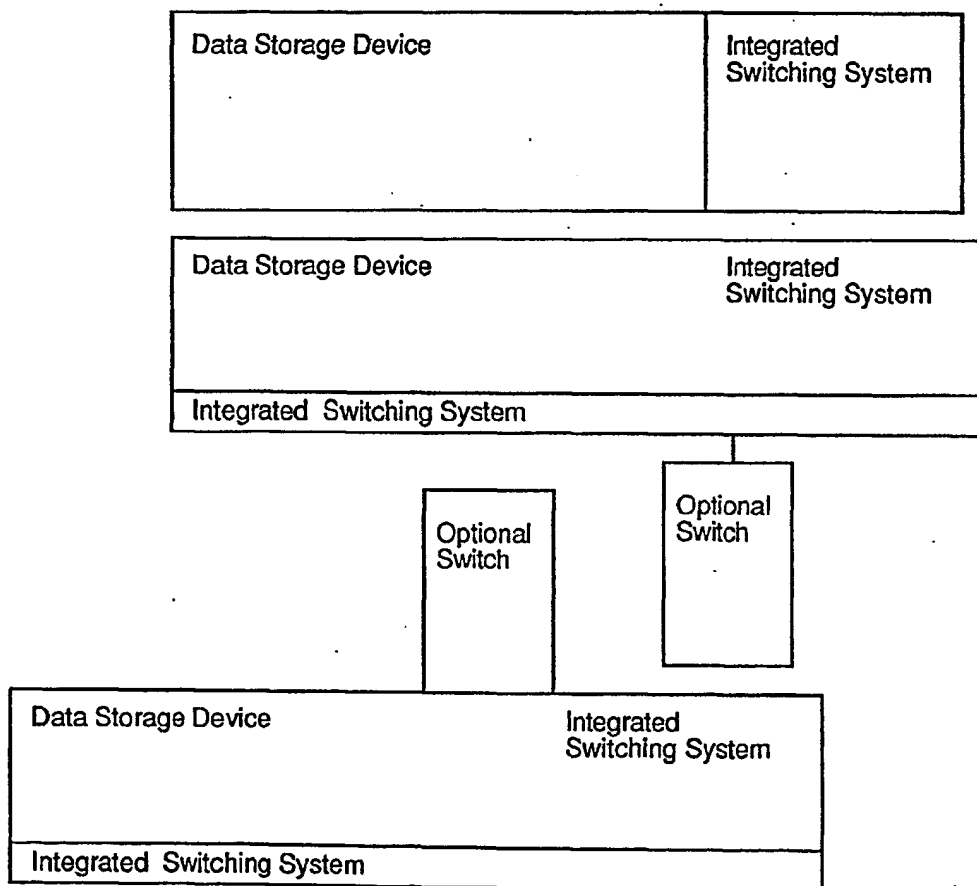 Data Storage Device
Integrated
Switching System
Data Storage Device
Integrated
Switching System
Integrated Switching System
Optional
Switch
Optional
Switch
Data Storage Device
Integrated
Switching System
Integrated Switching System